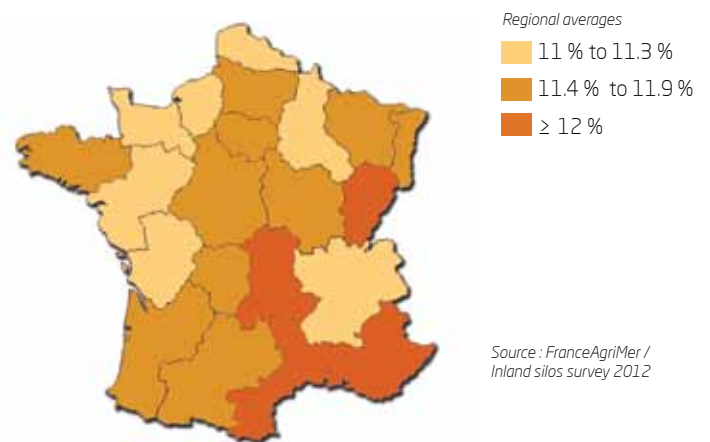 Regional averages
11 % to 11.3 %
11.4 % to 11.9 %
≥ 12 %
Source : FranceAgriMer /
Inland silos survey 2012